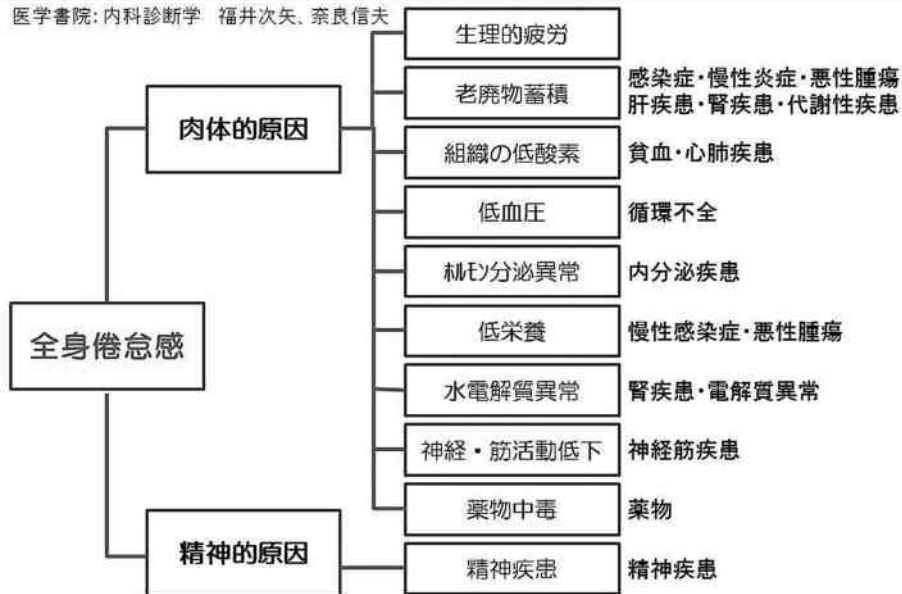 医学書院: 内科診断学　福井次矢、奈良信夫
生理的疲労
老廃物蓄積
感染症・慢性炎症・悪性腫瘍
肝疾患・腎疾患・代謝性疾患
肉体的原因
組織の低酸素
貧血・心肺疾患
低血圧
循環不全
ﾎﾙﾓﾝ分泌異常
内分泌疾患
全身倦怠感
低栄養
慢性感染症・悪性腫瘍
水電解質異常
腎疾患・電解質異常
神経・筋活動低下
神経筋疾患
薬物中毒
薬物
精神的原因
精神疾患
精神疾患